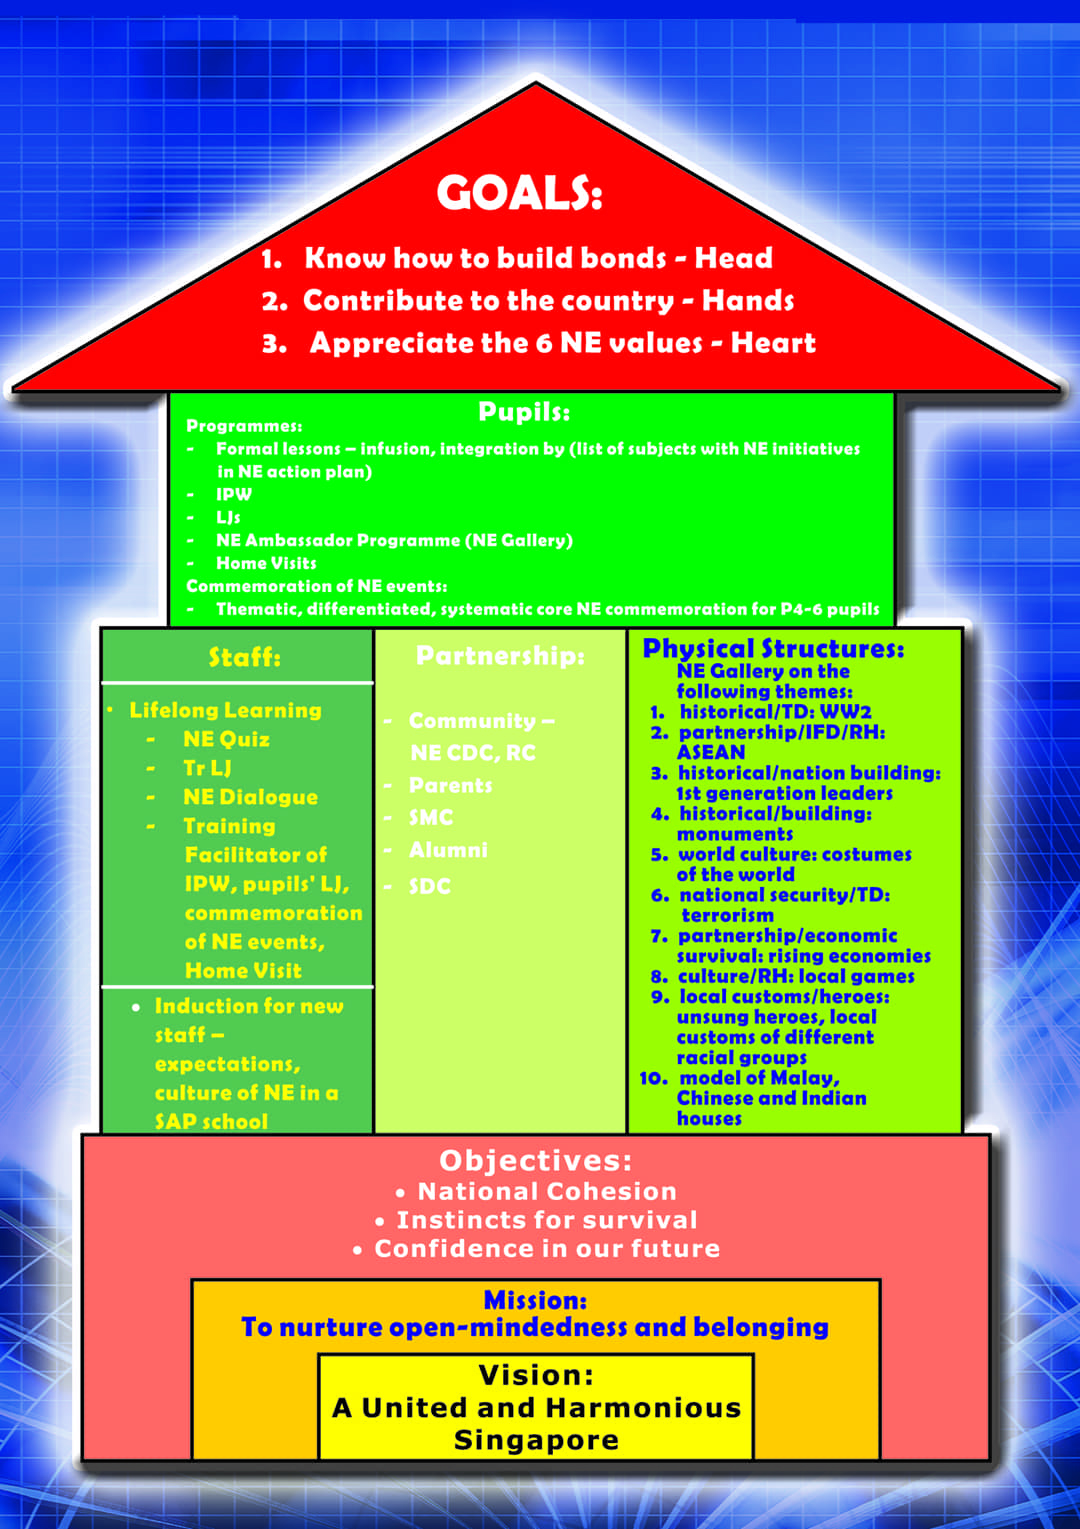 GOALS:
1. Know how to build bonds - Head
2. Contribute to the country - Hands
3. Appreciate the 6 NE values - Heart
Pupils:
Programmes:
- Formal lessons – infusion, integration by (list of subjects with NE initiatives
in NE action plan)
- IPW
- LJs
- NE Ambassador Programme (NE Gallery)
- Home Visits
Commemoration of NE events:
- Thematic, differentiated, systematic core NE commemoration for P4-6 pupils
Staff:
• Lifelong Learning
- NE Quiz
- Tr LJ
- NE Dialogue
- Training
Facilitator of
IPW, pupils' LJ,
commemoration
of NE events,
Home Visit
• Induction for new
staff –
expectations,
culture of NE in a
SAP school
Partnership:
- Community –
NE CDC, RC
- Parents
- SMC
- Alumni
- SDC
Physical Structures:
NE Gallery on the
following themes:
1. historical/TD: WW2
2. partnership/IFD/RH:
ASEAN
3. historical/nation building:
1st generation leaders
4. historical/building:
monuments
5. world culture: costumes
of the world
6. national security/TD:
terrorism
7. partnership/economic
survival: rising economies
8. culture/RH: local games
9. local customs/heroes:
unsung heroes, local
customs of different
racial groups
10. model of Malay,
Chinese and Indian
houses
Objectives:
• National Cohesion
• Instincts for survival
• Confidence in our future
Mission:
To nurture open-mindedness and belonging
Vision:
A United and Harmonious
Singapore